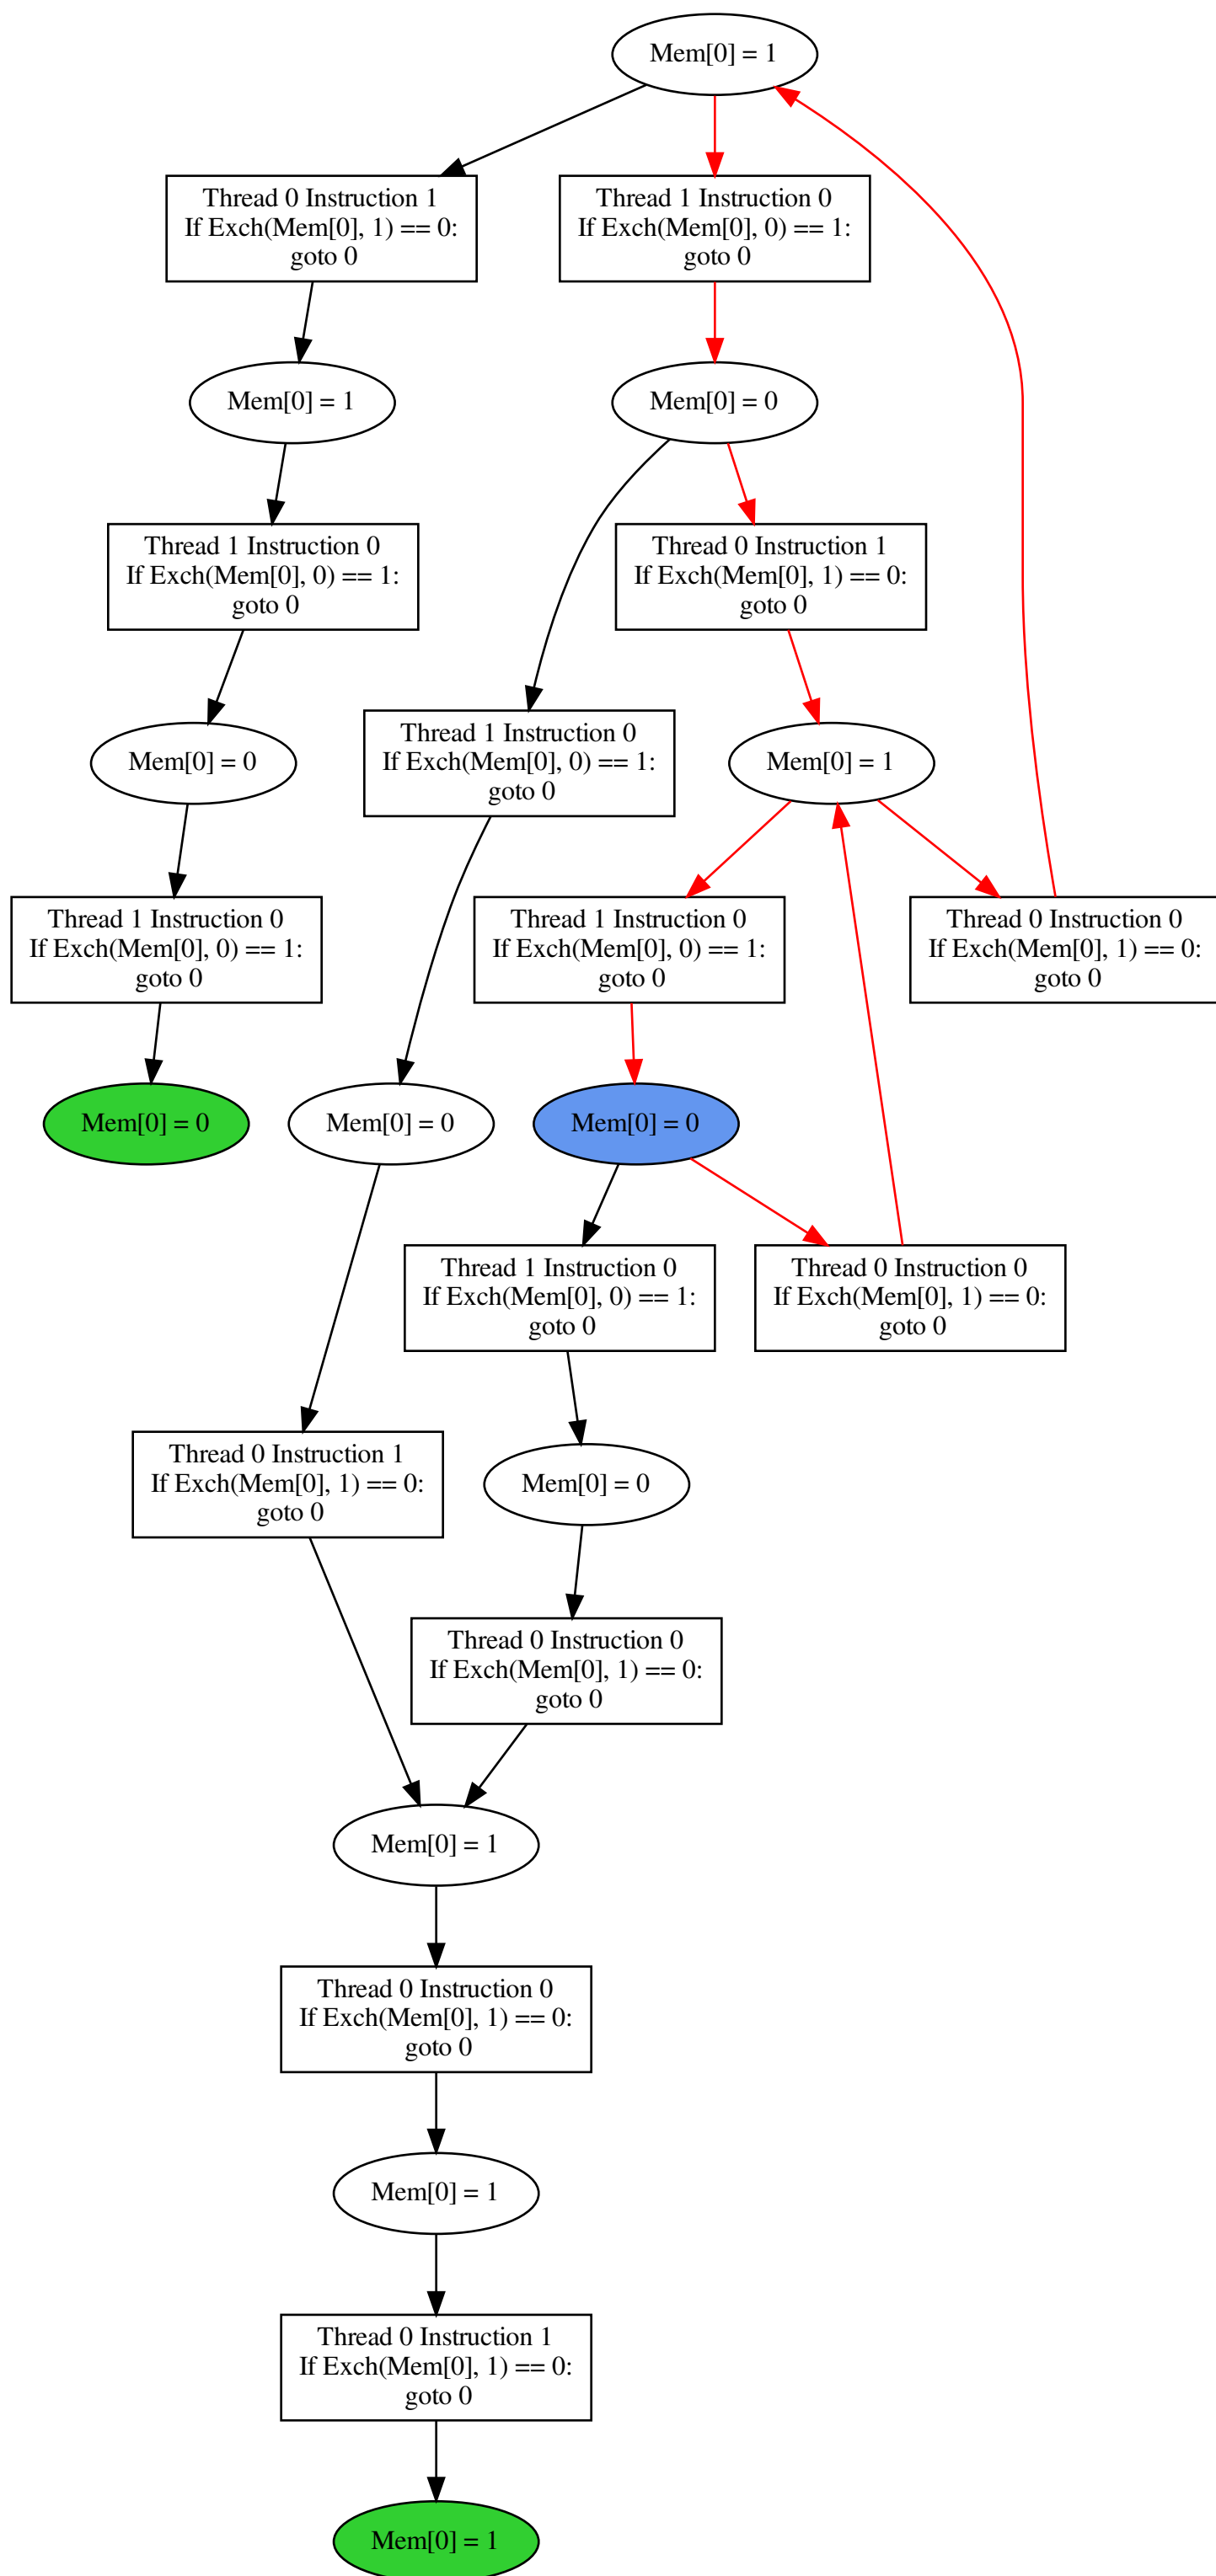 Mem[0] = 1
Thread 0 Instruction 1
If Exch(Mem[0], 1) == 0:
goto 0
Thread 1 Instruction 0
If Exch(Mem[0], 0) == 1:
goto 0
Mem[0] = 1
Mem[0] = 0
Thread 1 Instruction 0
If Exch(Mem[0], 0) == 1:
goto 0
Thread 0 Instruction 1
If Exch(Mem[0], 1) == 0:
goto 0
Mem[0] = 0
Thread 1 Instruction 0
If Exch(Mem[0], 0) == 1:
goto 0
Mem[0] = 1
Thread 1 Instruction 0
If Exch(Mem[0], 0) == 1:
goto 0
Thread 1 Instruction 0
If Exch(Mem[0], 0) == 1:
goto 0
Thread 0 Instruction 0
If Exch(Mem[0], 1) == 0:
goto 0
Mem[0] = 0
Mem[0] = 0
Mem[0] = 0
Thread 1 Instruction 0
If Exch(Mem[0], 0) == 1:
goto 0
Thread 0 Instruction 0
If Exch(Mem[0], 1) == 0:
goto 0
Thread 0 Instruction 1
If Exch(Mem[0], 1) == 0:
goto 0
Mem[0] = 0
Thread 0 Instruction 0
If Exch(Mem[0], 1) == 0:
goto 0
Mem[0] = 1
Thread 0 Instruction 0
If Exch(Mem[0], 1) == 0:
goto 0
Mem[0] = 1
Thread 0 Instruction 1
If Exch(Mem[0], 1) == 0:
goto 0
Mem[0] = 1